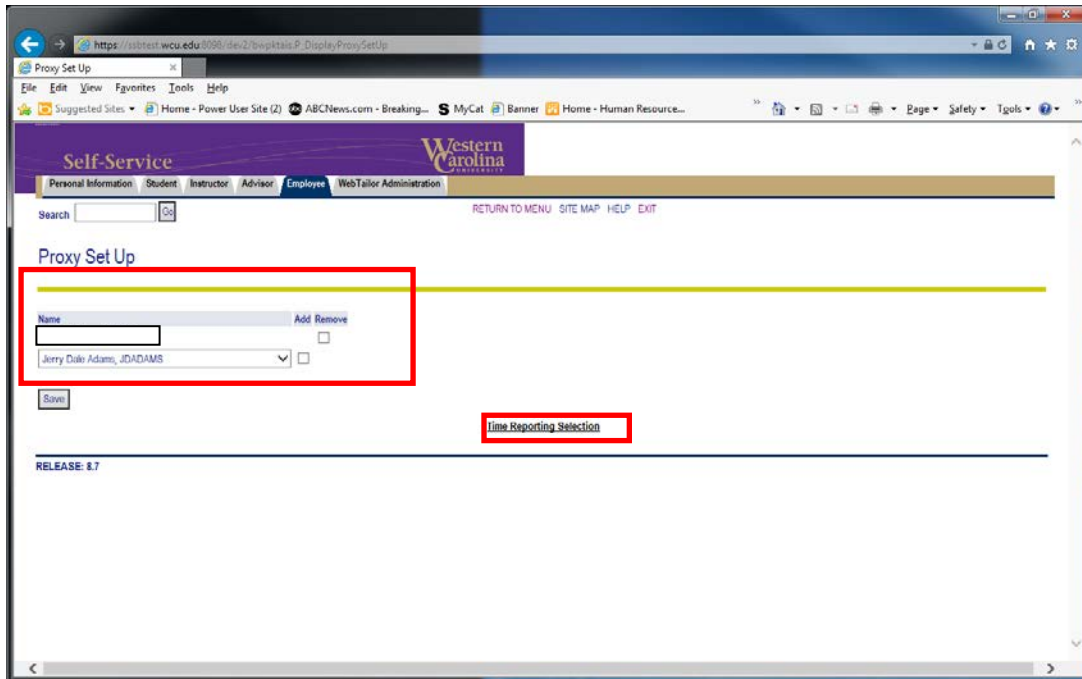 https://ssbtest.wcu.edu:8098/dev2/bwpktais.P_DisplayProxySetUp
Proxy Set Up
File Edit View Favorites Tools Help
Suggested Sites Home - Power User Site (2) ABCNews.com - Breaking... MyCat Banner Home - Human Resource... Page Safety Tools
Self-Service Western Carolina UNIVERSITY
Personal Information Student Instructor Advisor Employee WebTailor Administration
Search Go RETURN TO MENU SITE MAP HELP EXIT
Proxy Set Up
Name Add Remove
Jerry Dale Adams, JDADAMS
Save
Time Reporting Selection
RELEASE: 8.7